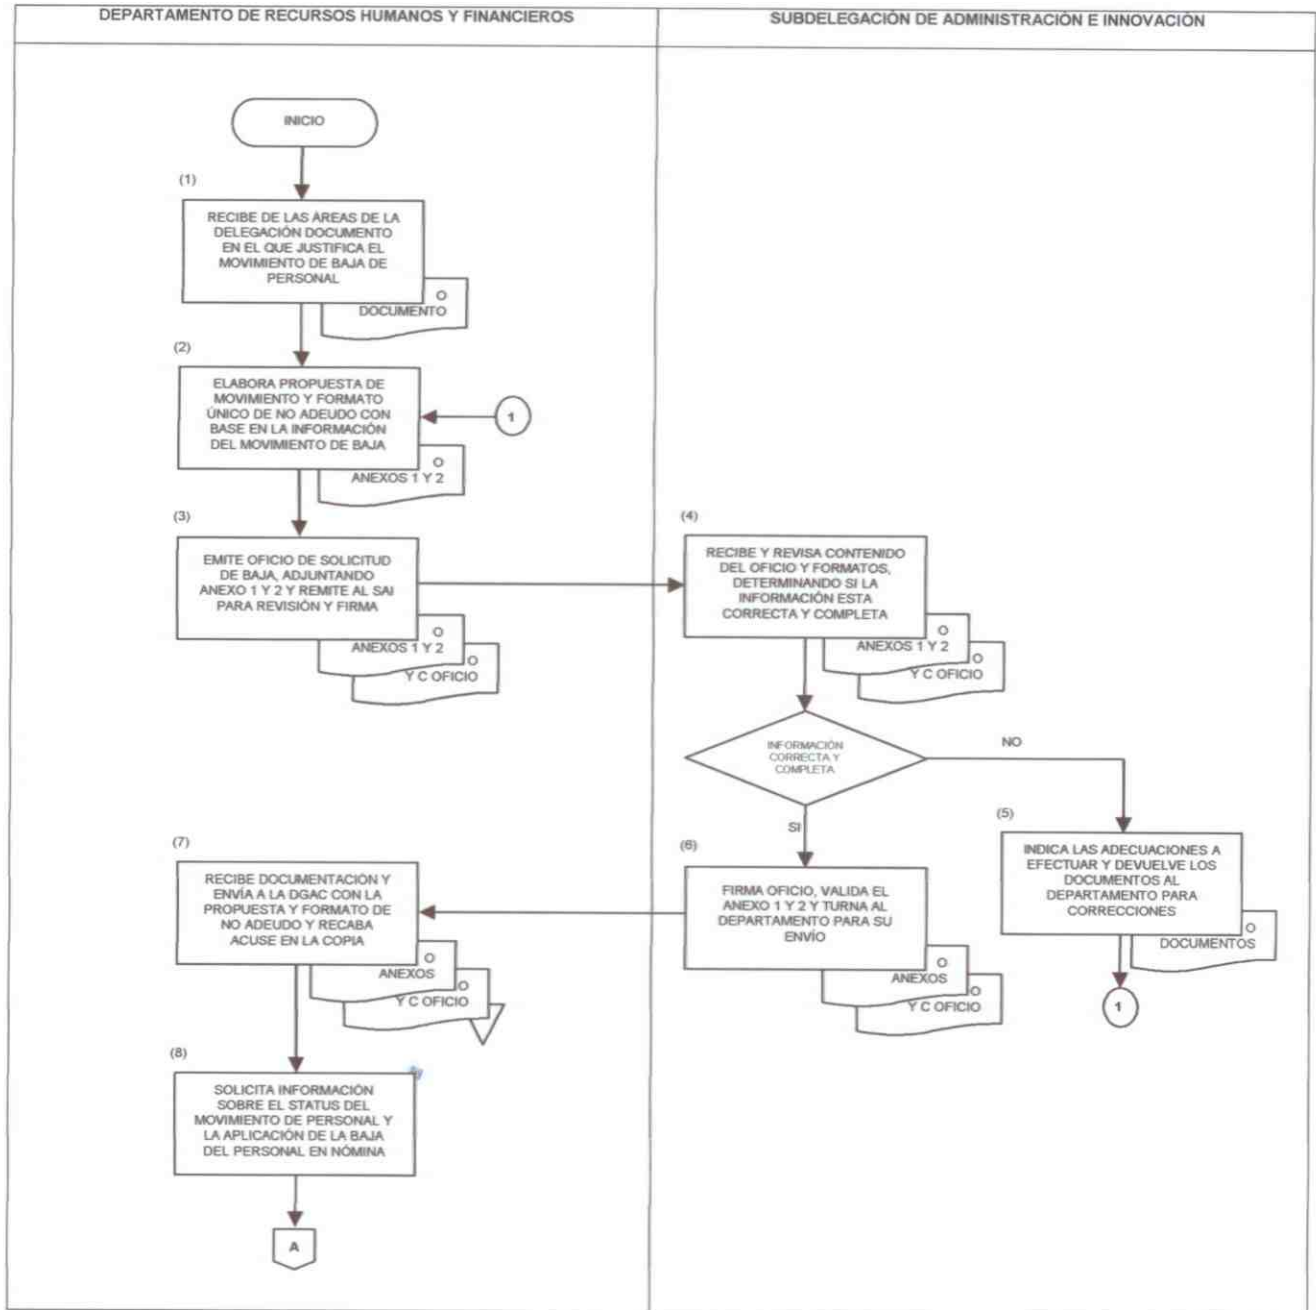 DEPARTAMENTO DE RECURSOS HUMANOS Y FINANCIEROS
SUBDELEGACIÓN DE ADMINISTRACIÓN E INNOVACIÓN
INICIO
(1)
RECIBE DE LAS ÁREAS DE LA
DELEGACIÓN DOCUMENTO
EN EL QUE JUSTIFICA EL
MOVIMIENTO DE BAJA DE
PERSONAL
O
DOCUMENTO
(2)
ELABORA PROPUESTA DE
MOVIMIENTO Y FORMATO
ÚNICO DE NO ADEUDO CON
BASE EN LA INFORMACIÓN
DEL MOVIMIENTO DE BAJA
1
O
ANEXOS 1 Y 2
(3)
EMITE OFICIO DE SOLICITUD
DE BAJA, ADJUNTANDO
ANEXO 1 Y 2 Y REMITE AL SAI
PARA REVISIÓN Y FIRMA
O
ANEXOS 1 Y 2
O
Y C OFICIO
(4)
RECIBE Y REVISA CONTENIDO
DEL OFICIO Y FORMATOS,
DETERMINANDO SI LA
INFORMACIÓN ESTA
CORRECTA Y COMPLETA
O
ANEXOS 1 Y 2
O
Y C OFICIO
INFORMACIÓN
CORRECTA Y
COMPLETA
NO
SI
(5)
INDICA LAS ADECUACIONES A
EFECTUAR Y DEVUELVE LOS
DOCUMENTOS AL
DEPARTAMENTO PARA
CORRECCIONES
O
DOCUMENTOS
1
(6)
FIRMA OFICIO, VALIDA EL
ANEXO 1 Y 2 Y TURNA AL
DEPARTAMENTO PARA SU
ENVÍO
O
ANEXOS
O
Y C OFICIO
(7)
RECIBE DOCUMENTACIÓN Y
ENVÍA A LA DGAC CON LA
PROPUESTA Y FORMATO DE
NO ADEUDO Y RECABA
ACUSE EN LA COPIA
O
ANEXOS
O
Y C OFICIO
(8)
SOLICITA INFORMACIÓN
SOBRE EL STATUS DEL
MOVIMIENTO DE PERSONAL Y
LA APLICACIÓN DE LA BAJA
DEL PERSONAL EN NÓMINA
A